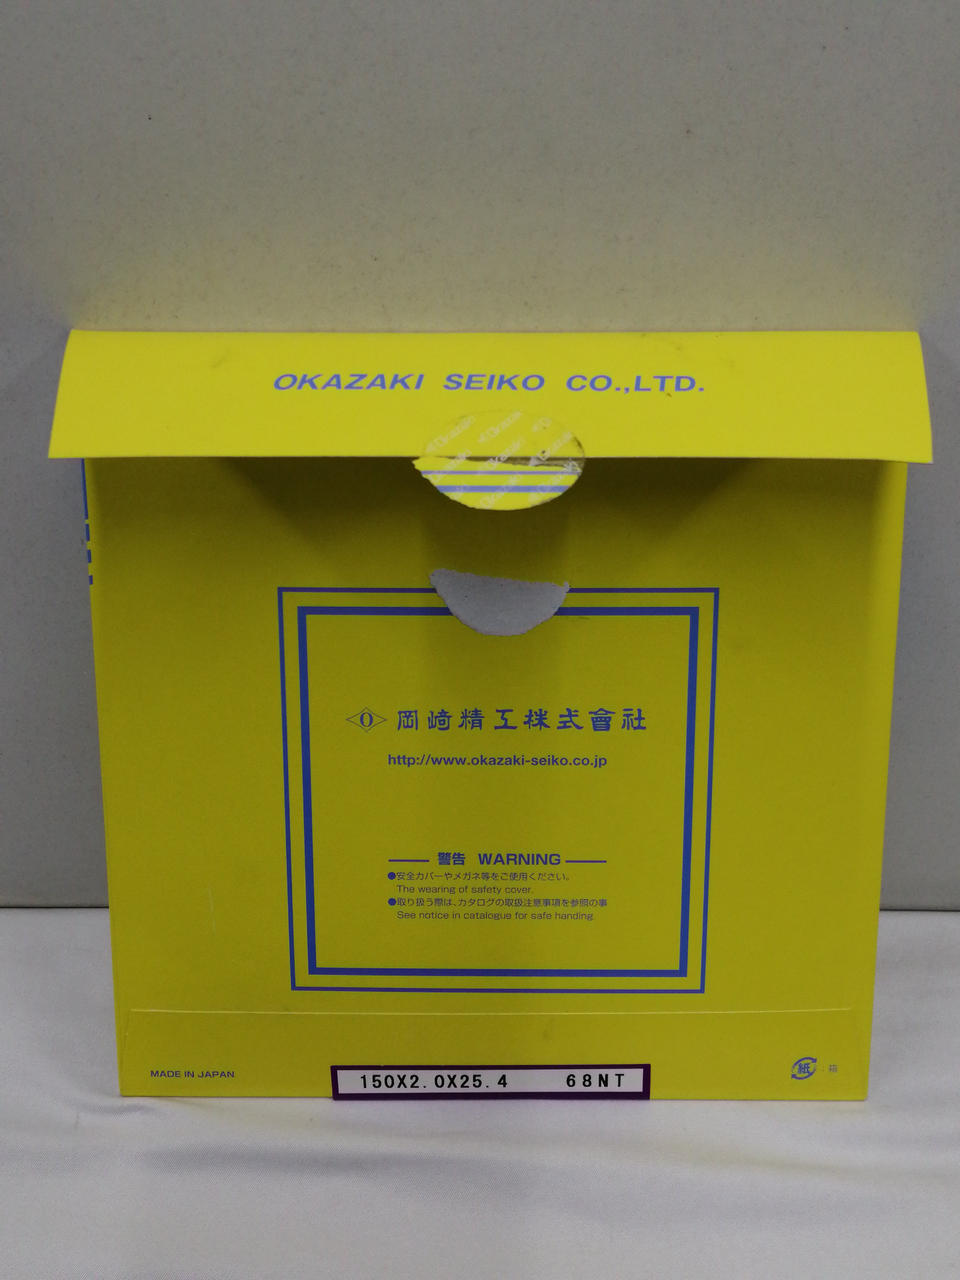 OKAZAKI SEIKO CO.,LTD.
Okazaki
O 岡崎精工株式會社
http://www.okazaki-seiko.co.jp
警告 WARNING
●安全カバーやメガネ等をご使用ください。
The wearing of safety cover.
●取り扱う際は、カタログの取扱注意事項を参照の事
See notice in catalogue for safe handing.
MADE IN JAPAN
150X2.0X25.4 68NT
紙 : 箱